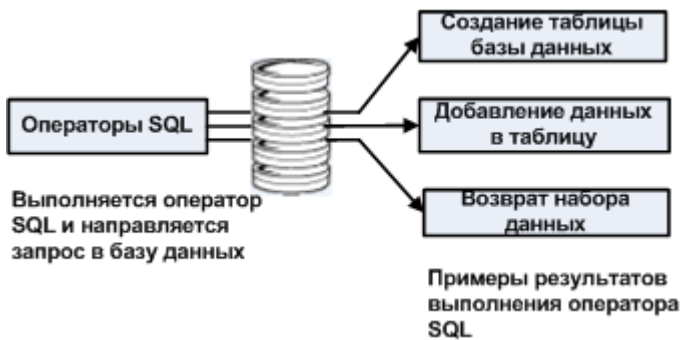 Операторы SQL
Выполняется оператор
SQL и направляется
запрос в базу данных
Создание таблицы
базы данных
Добавление данных
в таблицу
Возврат набора
данных
Примеры результатов
выполнения оператора
SQL